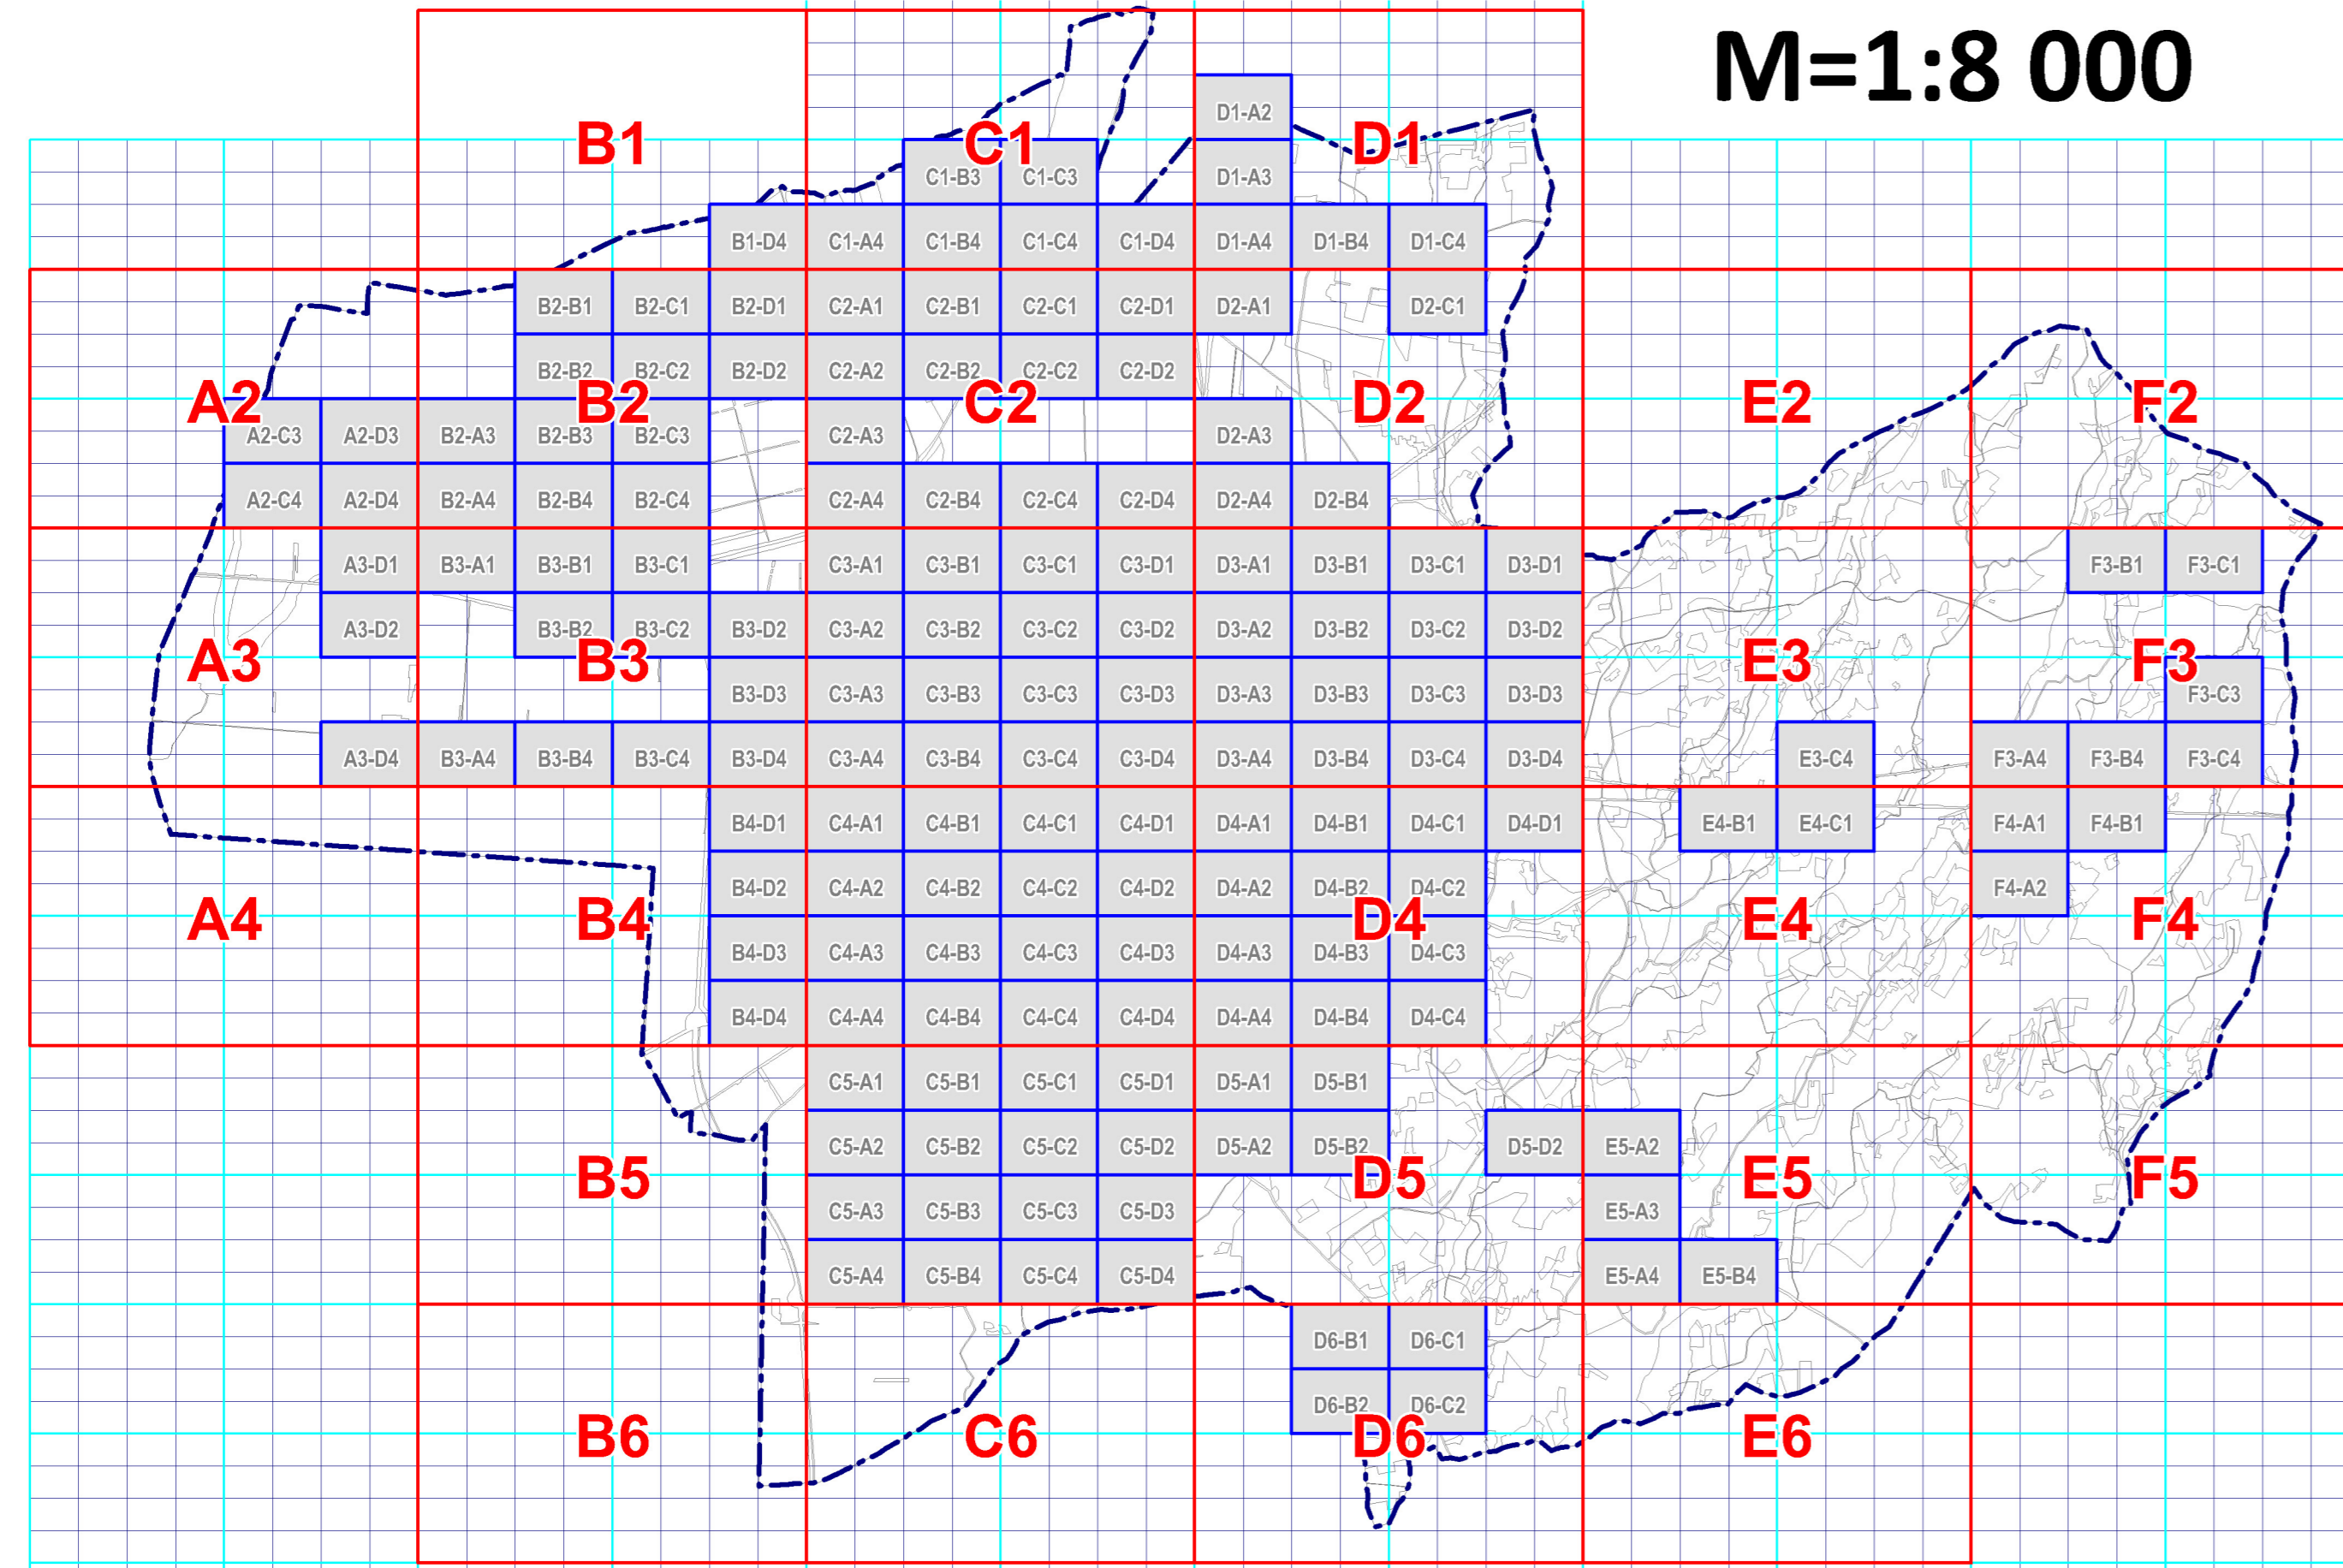 M=1:8 000
D1-A2
B1 C1 D1
C1-B3 C1-C3 D1-A3
B1-D4 C1-A4 C1-B4 C1-C4 C1-D4 D1-A4 D1-B4 D1-C4
B2-B1 B2-C1 B2-D1 C2-A1 C2-B1 C2-C1 C2-D1 D2-A1 D2-C1
B2-B2 B2-C2 B2-D2 C2-A2 C2-B2 C2-C2 C2-D2
A2 B2 C2 D2 E2 F2
A2-C3 A2-D3 B2-A3 B2-B3 B2-C3 C2-A3 D2-A3
A2-C4 A2-D4 B2-A4 B2-B4 B2-C4 C2-A4 C2-B4 C2-C4 C2-D4 D2-A4 D2-B4
A3-D1 B3-A1 B3-B1 B3-C1 C3-A1 C3-B1 C3-C1 C3-D1 D3-A1 D3-B1 D3-C1 D3-D1 F3-B1 F3-C1
A3-D2 B3-B2 B3-C2 B3-D2 C3-A2 C3-B2 C3-C2 C3-D2 D3-A2 D3-B2 D3-C2 D3-D2
A3 B3 E3 F3
B3-D3 C3-A3 C3-B3 C3-C3 C3-D3 D3-A3 D3-B3 D3-C3 D3-D3 F3-C3
A3-D4 B3-A4 B3-B4 B3-C4 B3-D4 C3-A4 C3-B4 C3-C4 C3-D4 D3-A4 D3-B4 D3-C4 D3-D4 E3-C4 F3-A4 F3-B4 F3-C4
B4-D1 C4-A1 C4-B1 C4-C1 C4-D1 D4-A1 D4-B1 D4-C1 D4-D1 E4-B1 E4-C1 F4-A1 F4-B1
B4-D2 C4-A2 C4-B2 C4-C2 C4-D2 D4-A2 D4-B2 D4-C2 F4-A2
A4 B4 D4 E4 F4
B4-D3 C4-A3 C4-B3 C4-C3 C4-D3 D4-A3 D4-B3 D4-C3
B4-D4 C4-A4 C4-B4 C4-C4 C4-D4 D4-A4 D4-B4 D4-C4
C5-A1 C5-B1 C5-C1 C5-D1 D5-A1 D5-B1
C5-A2 C5-B2 C5-C2 C5-D2 D5-A2 D5-B2 D5-D2 E5-A2
B5 D5 E5 F5
C5-A3 C5-B3 C5-C3 C5-D3 E5-A3
C5-A4 C5-B4 C5-C4 C5-D4 E5-A4 E5-B4
D6-B1 D6-C1
D6-B2 D6-C2
B6 C6 D6 E6